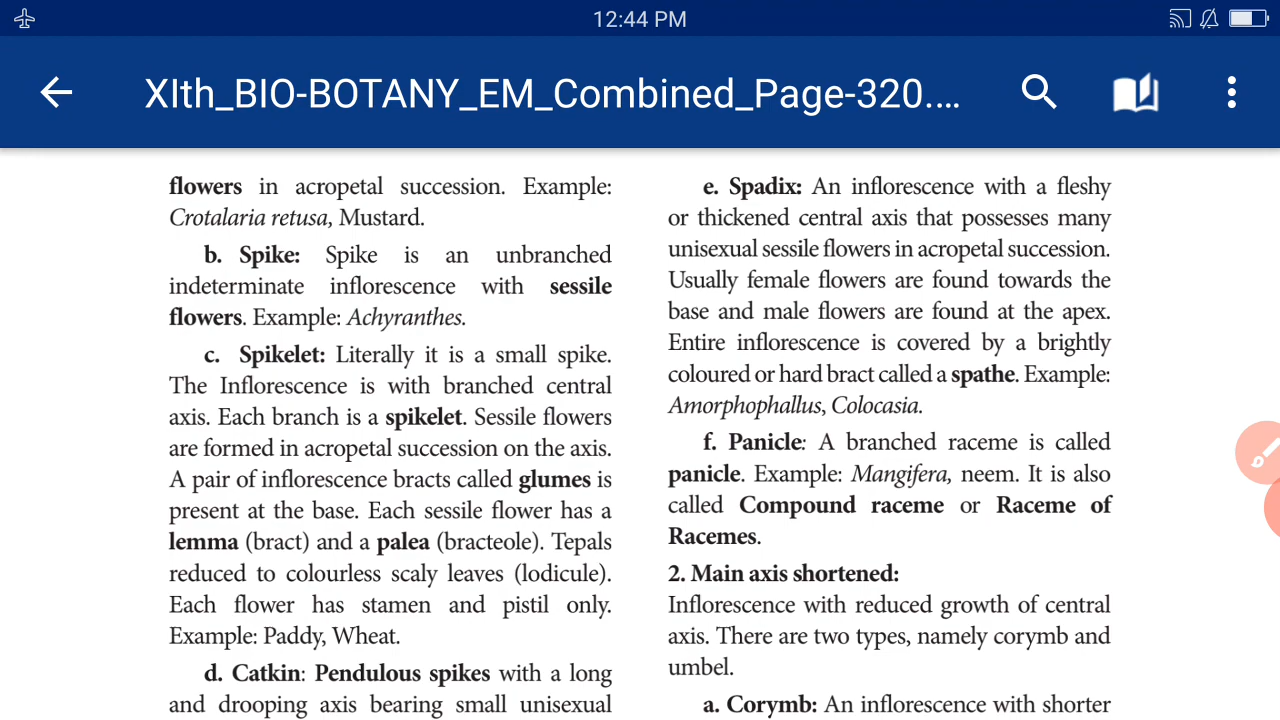 12:44 PM
XIth_BIO-BOTANY_EM_Combined_Page-320....
flowers in acropetal succession. Example:
Crotalaria retusa, Mustard.
b. Spike: Spike is an unbranched
indeterminate inflorescence with sessile
flowers. Example: Achyranthes.
c. Spikelet: Literally it is a small spike.
The Inflorescence is with branched central
axis. Each branch is a spikelet. Sessile flowers
are formed in acropetal succession on the axis.
A pair of inflorescence bracts called glumes is
present at the base. Each sessile flower has a
lemma (bract) and a palea (bracteole). Tepals
reduced to colourless scaly leaves (lodicule).
Each flower has stamen and pistil only.
Example: Paddy, Wheat.
d. Catkin: Pendulous spikes with a long
and drooping axis bearing small unisexual
e. Spadix: An inflorescence with a fleshy
or thickened central axis that possesses many
unisexual sessile flowers in acropetal succession.
Usually female flowers are found towards the
base and male flowers are found at the apex.
Entire inflorescence is covered by a brightly
coloured or hard bract called a spathe. Example:
Amorphophallus, Colocasia.
f. Panicle: A branched raceme is called
panicle. Example: Mangifera, neem. It is also
called Compound raceme or Raceme of
Racemes.
2. Main axis shortened:
Inflorescence with reduced growth of central
axis. There are two types, namely corymb and
umbel.
a. Corymb: An inflorescence with shorter